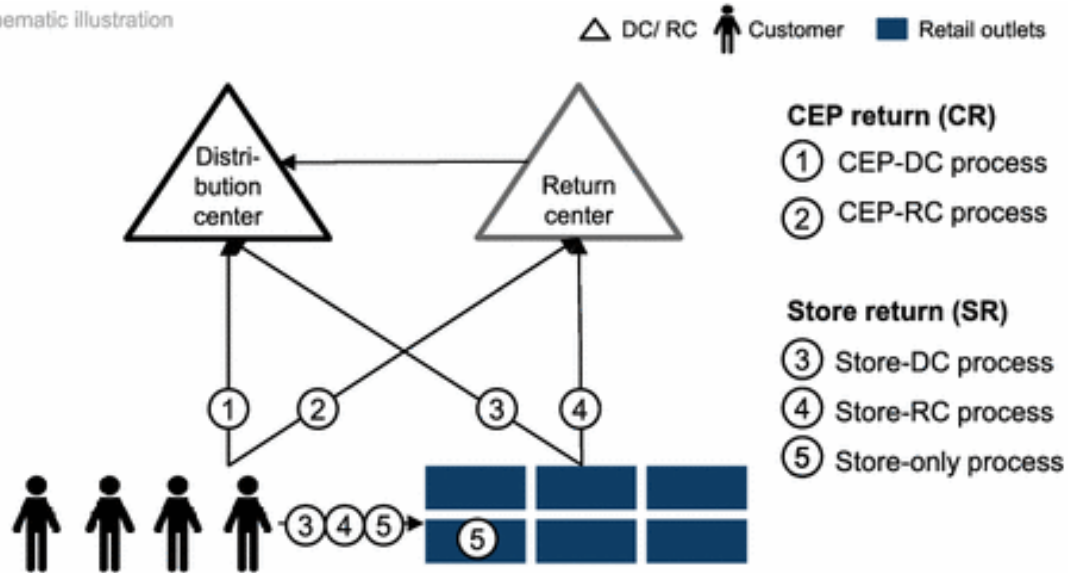 illustration
DC/ RC Customer Retail outlets
Distri-
bution
center
Return
center
CEP return (CR)
1 CEP-DC process
2 CEP-RC process
Store return (SR)
3 Store-DC process
4 Store-RC process
5 Store-only process
1 2 3 4
3 4 5
5